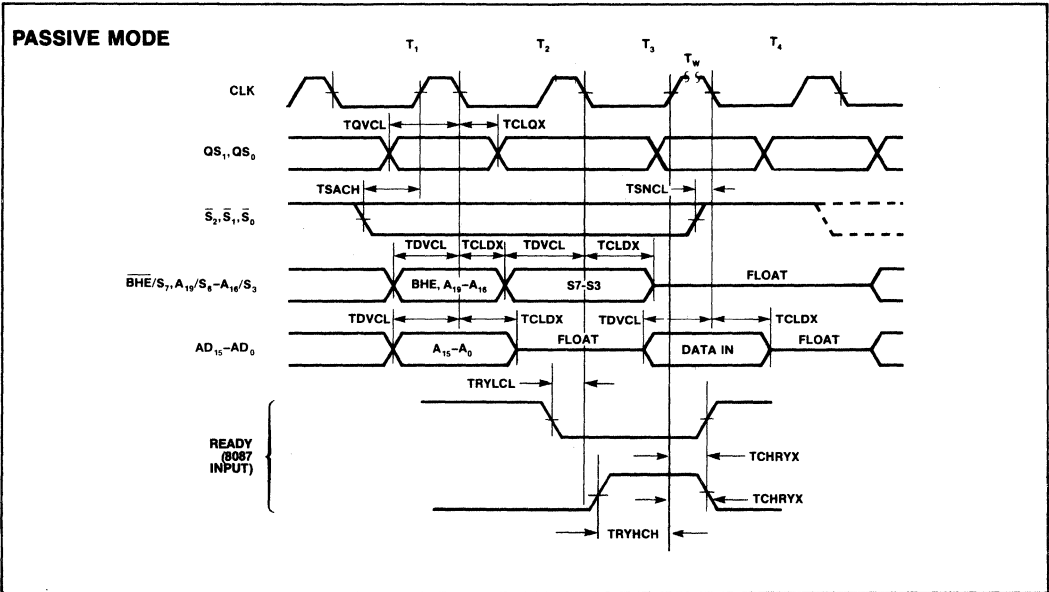 PASSIVE MODE
T₁ T₂ T₃ T_W T₄
CLK
TQVCL TCLQX
QS₁, QS₀
TSACH TSNCL
S̅₂, S̅₁, S̅₀
TDVCL TCLDX TDVCL TCLDX
B̅H̅E̅/S₇, A₁₉/S₆–A₁₆/S₃ BHE, A₁₉–A₁₆ S7-S3 FLOAT
TDVCL TCLDX TDVCL TCLDX
AD₁₅–AD₀ A₁₅–A₀ FLOAT DATA IN FLOAT
TRYLCL
READY
(8087
INPUT)
TCHRYX
TCHRYX
TRYHCH